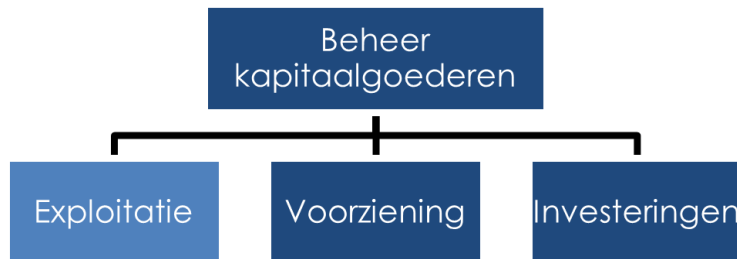 Beheer
kapitaalgoederen
Exploitatie
Voorziening
Investeringen